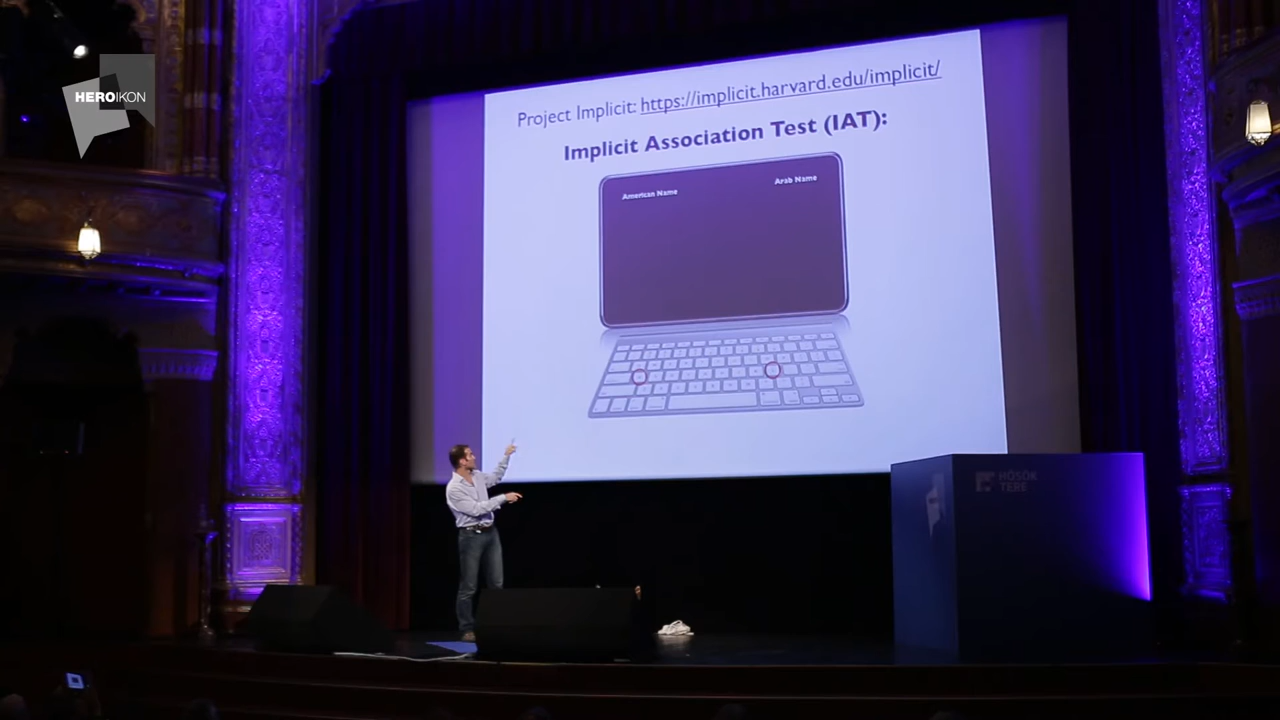 HEROIKON
Project Implicit: https://implicit.harvard.edu/implicit/
Implicit Association Test (IAT):
American Name
Arab Name
HŐSÖK
TERE